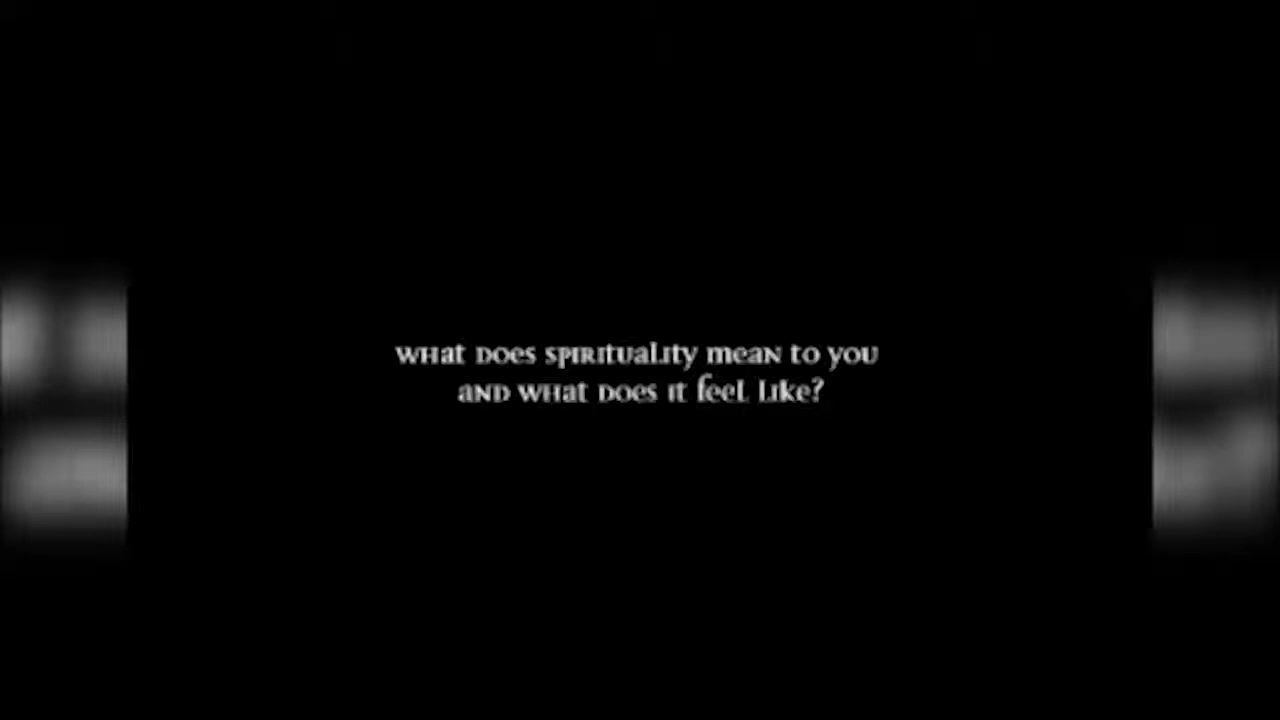 what does spirituality mean to you
and what does it feel like?